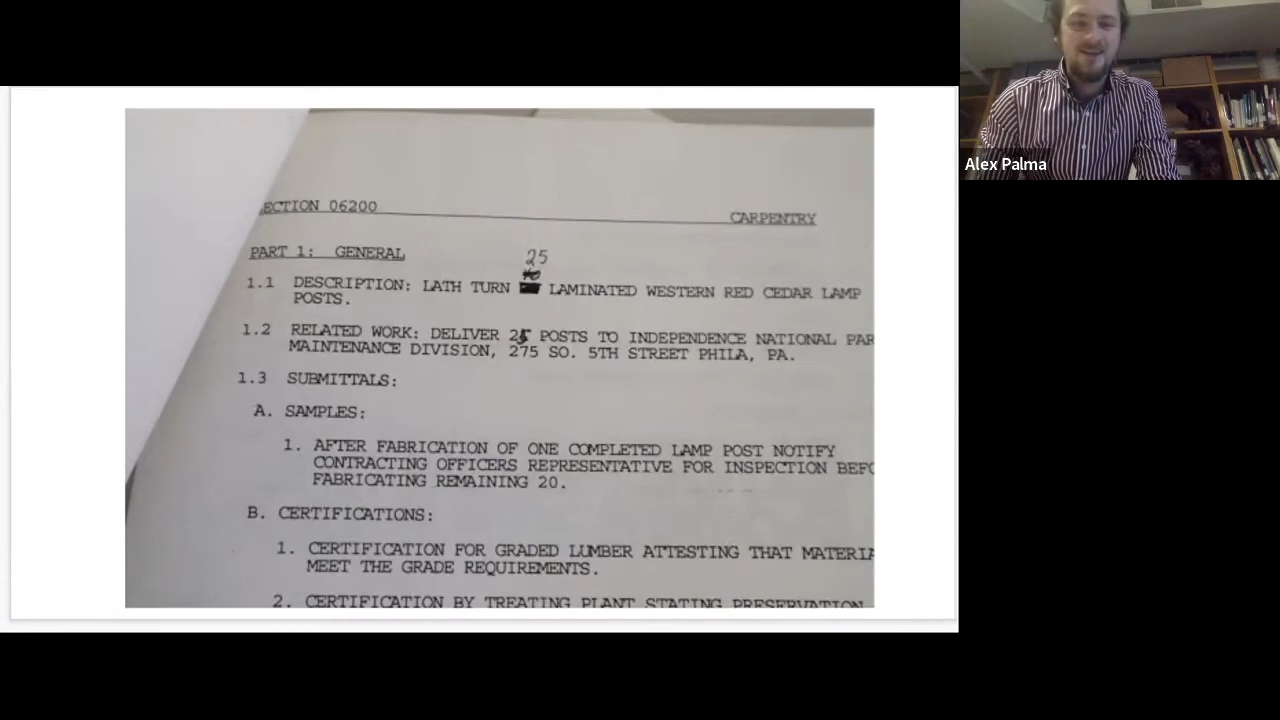 ECTION 06200 CARPENTRY
PART 1: GENERAL
25
1.1 DESCRIPTION: LATH TURN LAMINATED WESTERN RED CEDAR LAMP
POSTS.
1.2 RELATED WORK: DELIVER 25 POSTS TO INDEPENDENCE NATIONAL PAR
MAINTENANCE DIVISION, 275 SO. 5TH STREET PHILA, PA.
1.3 SUBMITTALS:
A. SAMPLES:
1. AFTER FABRICATION OF ONE COMPLETED LAMP POST NOTIFY
CONTRACTING OFFICERS REPRESENTATIVE FOR INSPECTION BEFO
FABRICATING REMAINING 20.
B. CERTIFICATIONS:
1. CERTIFICATION FOR GRADED LUMBER ATTESTING THAT MATERIA
MEET THE GRADE REQUIREMENTS.
2. CERTIFICATION BY TREATING PLANT STATING PRESERVATION
Alex Palma